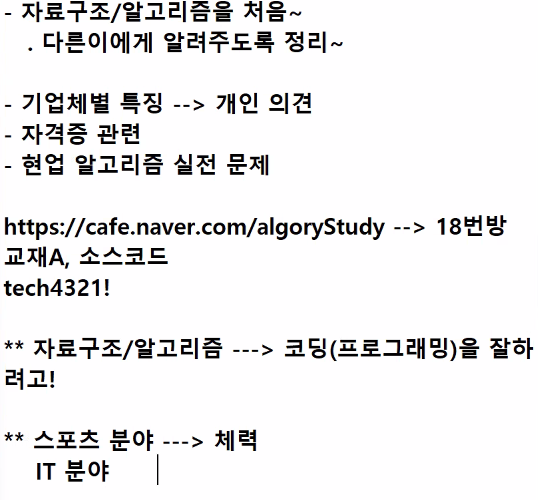 - 자료구조/알고리즘을 처음~
. 다른이에게 알려주도록 정리~
- 기업체별 특징 --> 개인 의견
- 자격증 관련
- 현업 알고리즘 실전 문제
https://cafe.naver.com/algoryStudy --> 18번방
교재A, 소스코드
tech4321!
** 자료구조/알고리즘 ---> 코딩(프로그래밍)을 잘하
려고!
** 스포츠 분야 ---> 체력
IT 분야